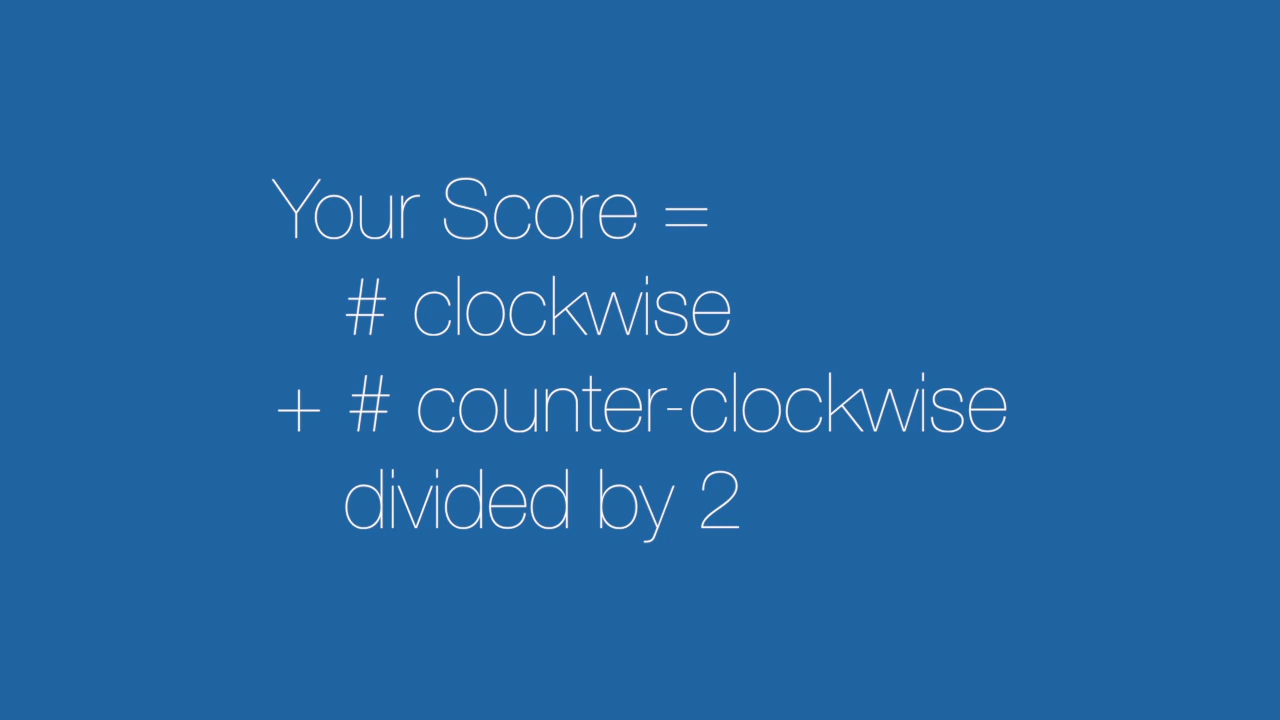 Your Score =
# clockwise
+ # counter-clockwise
divided by 2